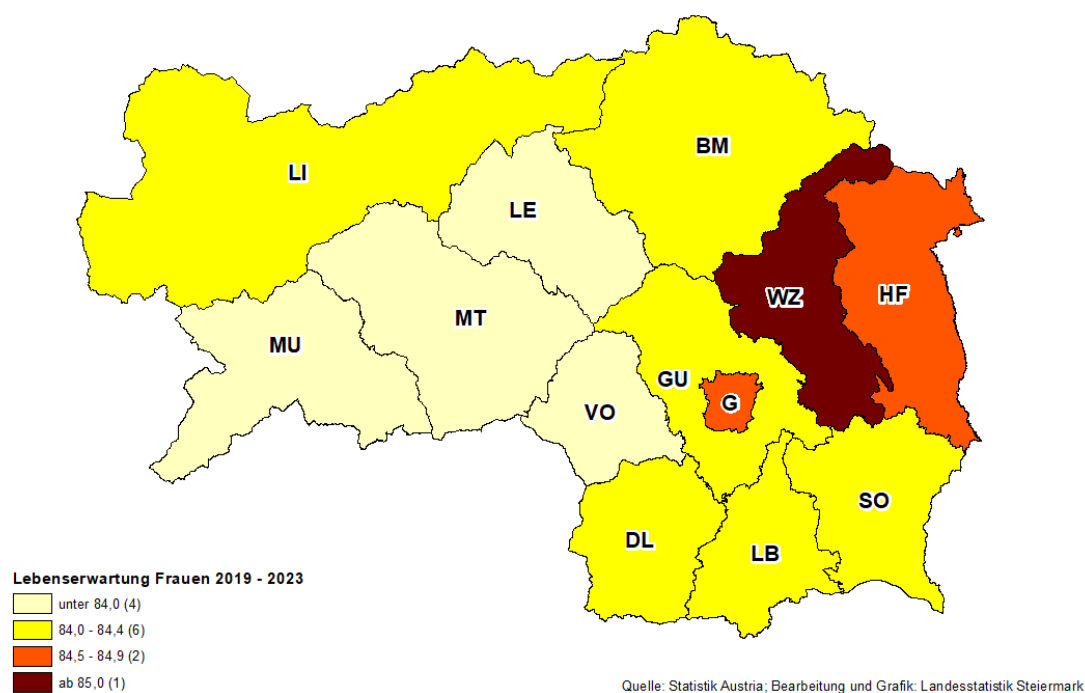 BM
LI
LE
WZ
HF
MT
MU
GU
G
VO
SO
DL
LB
Lebenserwartung Frauen 2019 - 2023
unter 84,0 (4)
84,0 - 84,4 (6)
84,5 - 84,9 (2)
ab 85,0 (1)
Quelle: Statistik Austria; Bearbeitung und Grafik: Landesstatistik Steiermark